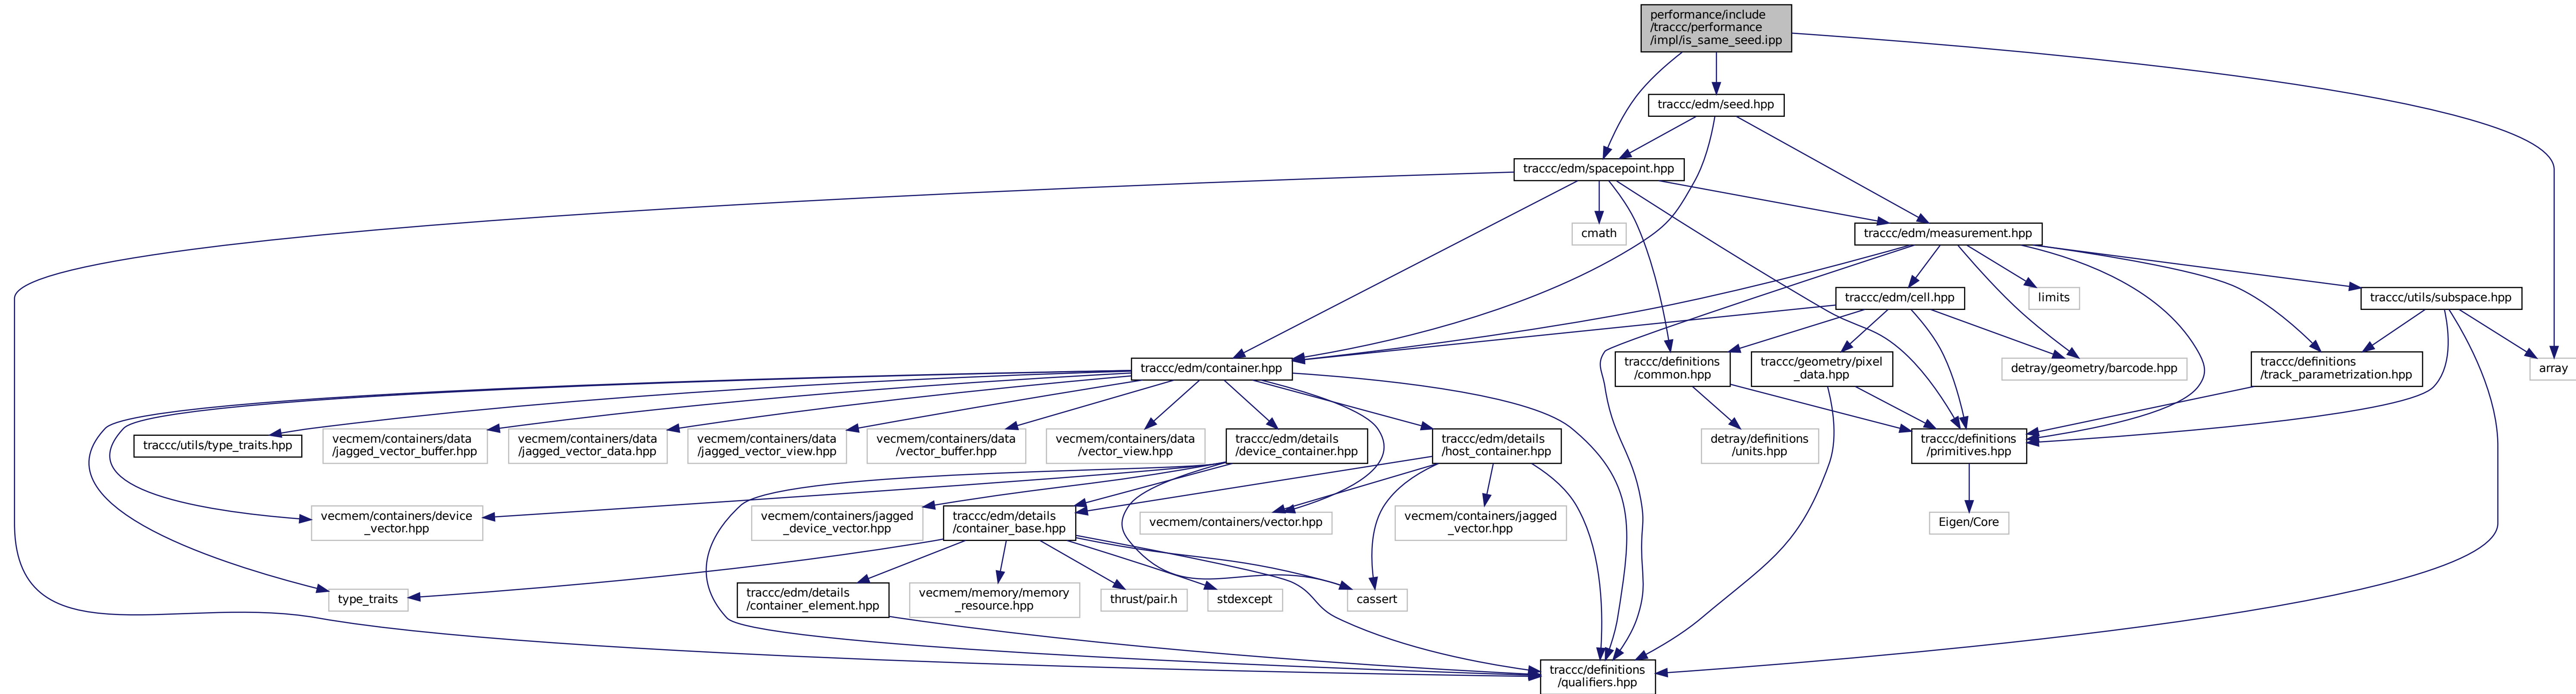 performance/include
/traccc/performance
/impl/is_same_seed.ipp
traccc/edm/seed.hpp
traccc/edm/spacepoint.hpp
cmath
traccc/edm/measurement.hpp
traccc/edm/cell.hpp
limits
traccc/utils/subspace.hpp
traccc/edm/container.hpp
traccc/definitions
/common.hpp
traccc/geometry/pixel
_data.hpp
detray/geometry/barcode.hpp
traccc/definitions
/track_parametrization.hpp
array
traccc/utils/type_traits.hpp
vecmem/containers/data
/jagged_vector_buffer.hpp
vecmem/containers/data
/jagged_vector_data.hpp
vecmem/containers/data
/jagged_vector_view.hpp
vecmem/containers/data
/vector_buffer.hpp
vecmem/containers/data
/vector_view.hpp
traccc/edm/details
/device_container.hpp
traccc/edm/details
/host_container.hpp
detray/definitions
/units.hpp
traccc/definitions
/primitives.hpp
vecmem/containers/device
_vector.hpp
vecmem/containers/jagged
_device_vector.hpp
traccc/edm/details
/container_base.hpp
vecmem/containers/vector.hpp
vecmem/containers/jagged
_vector.hpp
Eigen/Core
type_traits
traccc/edm/details
/container_element.hpp
vecmem/memory/memory
_resource.hpp
thrust/pair.h
stdexcept
cassert
traccc/definitions
/qualifiers.hpp